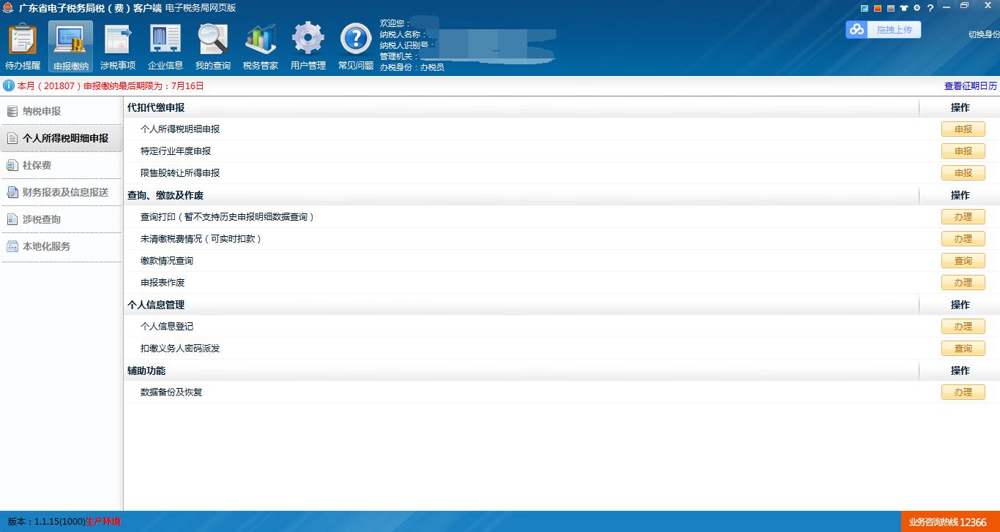 广东省电子税务局税（费）客户端 电子税务局网页版
待办提醒 申报缴纳 涉税事项 企业信息 我的查询 税务管家 用户管理 常见问题
欢迎您：
纳税人名称：
纳税人识别号：
管理机关：
办税身份：办税员
拖拽上传
切换身份
本月（201807）申报缴纳最后期限为：7月16日
查看征期日历
纳税申报
个人所得税明细申报
社保费
财务报表及信息报送
涉税查询
本地化服务
代扣代缴申报 操作
个人所得税明细申报 申报
特定行业年度申报 申报
限售股转让所得申报 申报
查询、缴款及作废 操作
查询打印（暂不支持历史申报明细数据查询） 办理
未清缴税费情况（可实时扣款） 办理
缴款情况查询 查询
申报表作废 办理
个人信息管理 操作
个人信息登记 办理
扣缴义务人密码派发 查询
辅助功能 操作
数据备份及恢复 办理
版本：1.1.15(1000)生产环境
业务咨询热线 12366